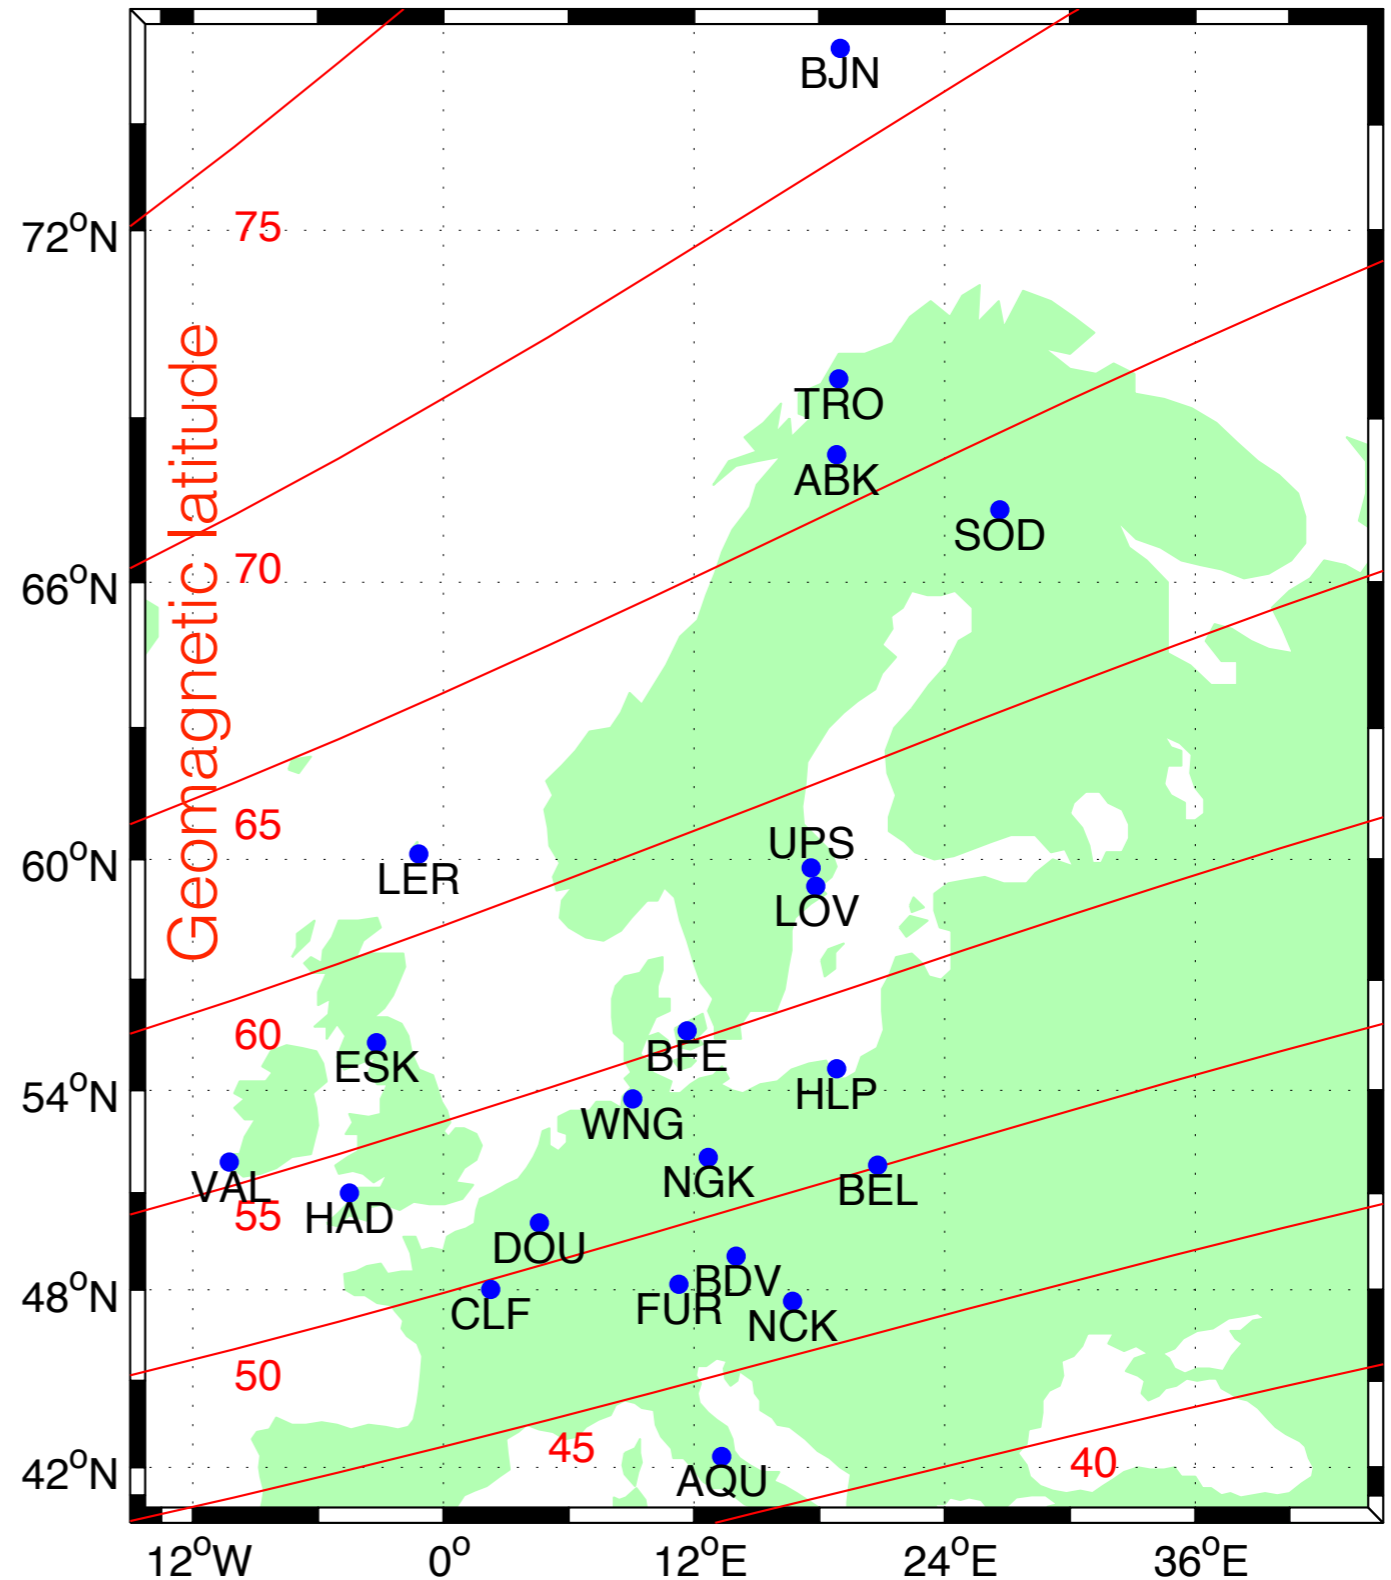 BJN
75
72°N
TRO
ABK
SOD
Geomagnetic latitude
70
66°N
65
UPS
60°N
LER
LOV
60
BFE
ESK
54°N
HLP
WNG
NGK
VAL
BEL
55
HAD
DOU
BDV
48°N
FUR
CLF
NCK
50
45
40
42°N
AQU
12°W
0°
12°E
24°E
36°E